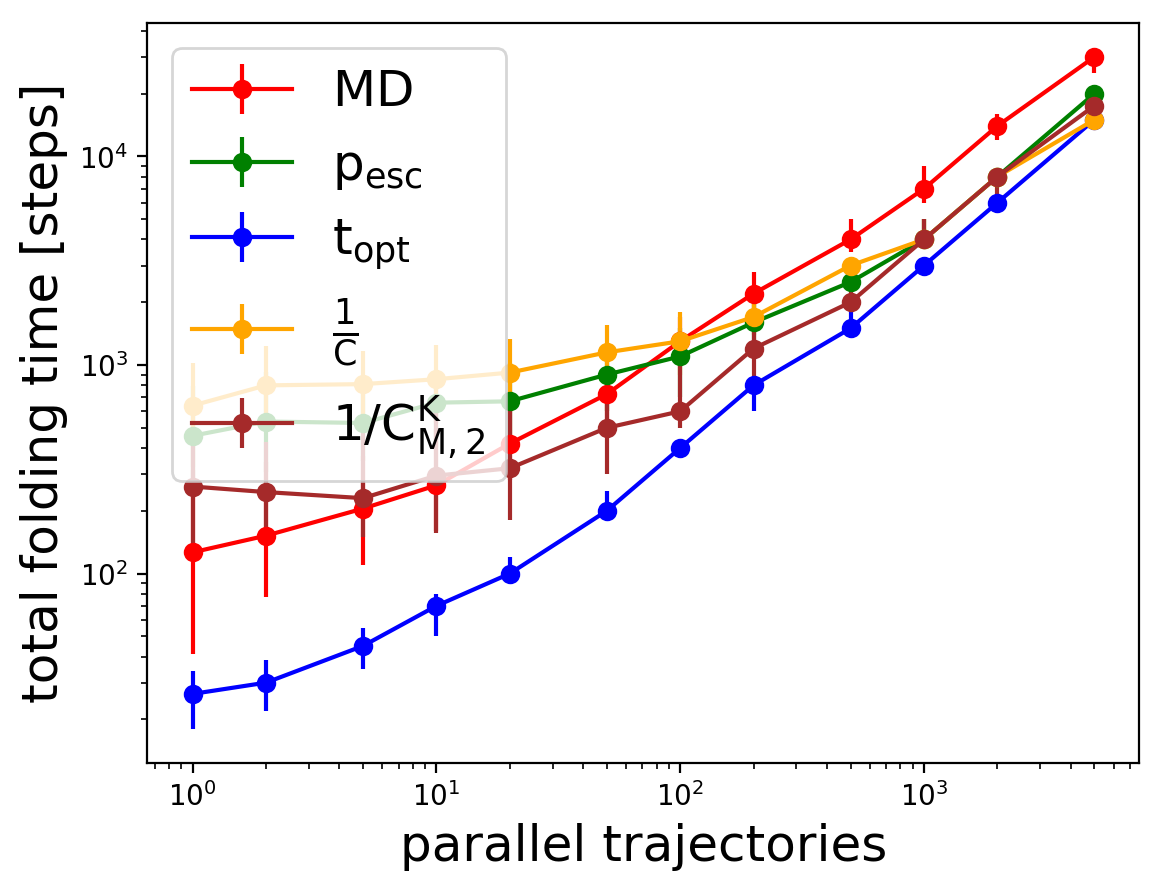 MD
p_esc
t_opt
1/C
1/C^K_M,2
total folding time [steps]
10^4
10^3
10^2
10^0 10^1 10^2 10^3
parallel trajectories